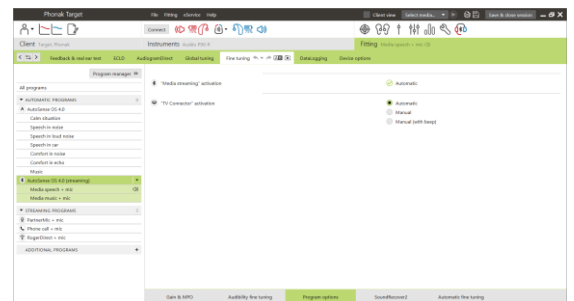 Phonak Target
File Fitting eService Help
Client view Select media... Save & close session
Connect
Client Target, Phonak
Instruments Audéo P90-R
Fitting Media speech + mic
Feedback & real ear test ECLD AudiogramDirect Global tuning Fine tuning DataLogging Device options
Program manager
All programs
AUTOMATIC PROGRAMS
AutoSense OS 4.0
Calm situation
Speech in noise
Speech in loud noise
Speech in car
Comfort in noise
Comfort in echo
Music
AutoSense OS 4.0 (streaming)
Media speech + mic
Media music + mic
STREAMING PROGRAMS
PartnerMic + mic
Phone call + mic
RogerDirect + mic
ADDITIONAL PROGRAMS
"Media streaming" activation
Automatic
"TV Connector" activation
Automatic
Manual
Manual (with beep)
Gain & MPO Audibility fine tuning Program options SoundRecover2 Automatic fine tuning